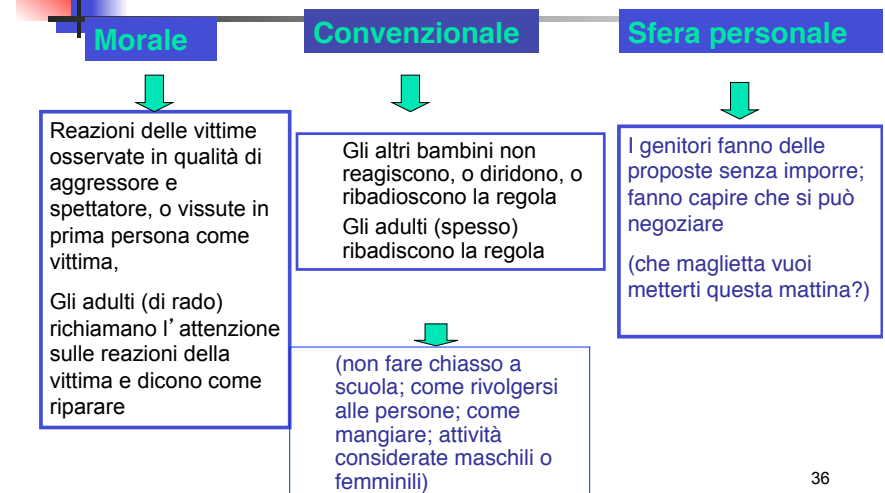 Morale
Convenzionale
Sfera personale
Reazioni delle vittime
osservate in qualità di
aggressore e
spettatore, o vissute in
prima persona come
vittima,
Gli adulti (di rado)
richiamano l’attenzione
sulle reazioni della
vittima e dicono come
riparare
Gli altri bambini non
reagiscono, o diridono, o
ribadioscono la regola
Gli adulti (spesso)
ribadiscono la regola
(non fare chiasso a
scuola; come rivolgersi
alle persone; come
mangiare; attività
considerate maschili o
femminili)
I genitori fanno delle
proposte senza imporre;
fanno capire che si può
negoziare
(che maglietta vuoi
metterti questa mattina?)
36